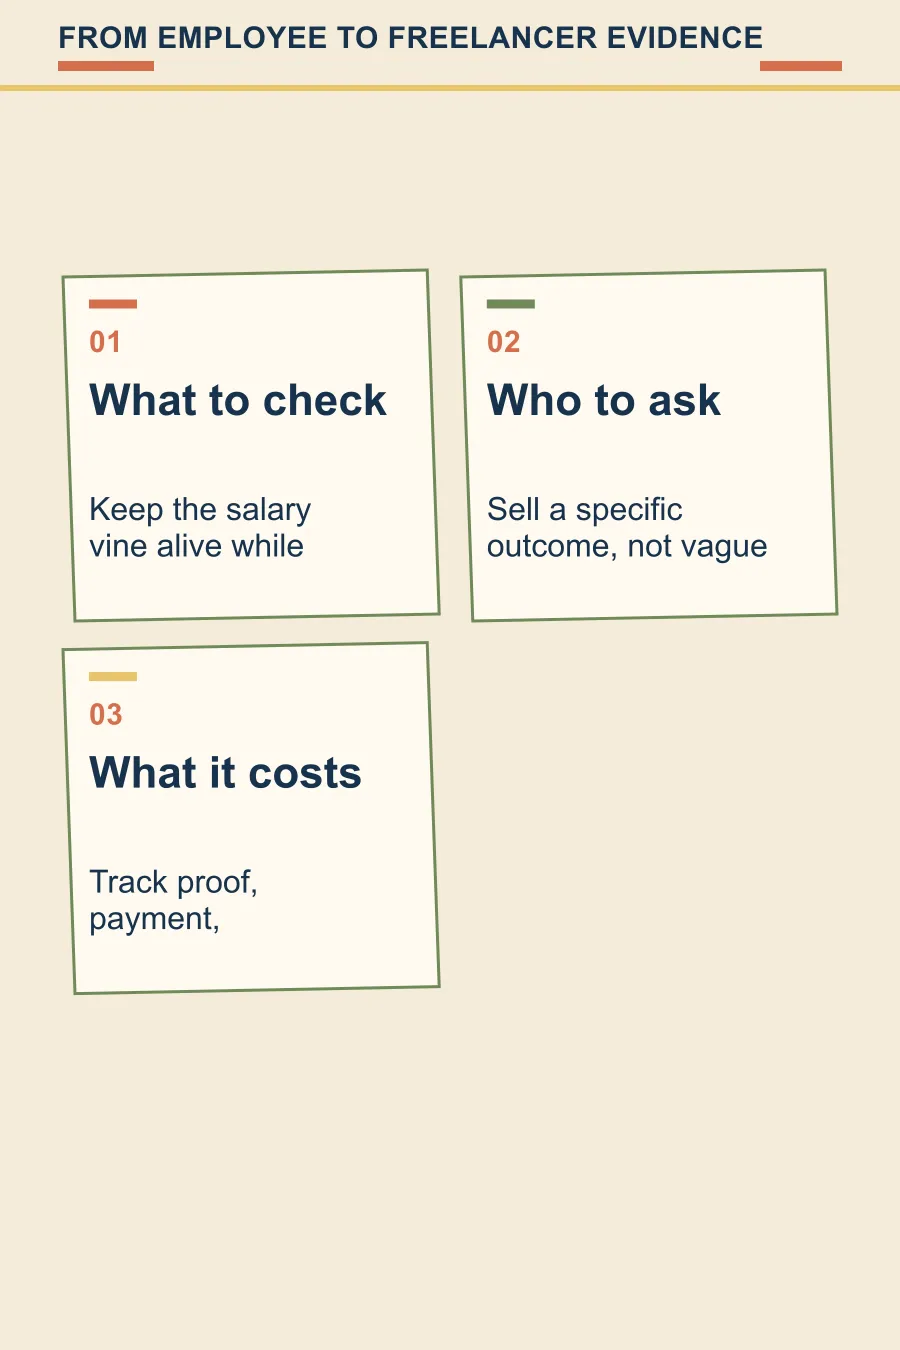 FROM EMPLOYEE TO FREELANCER EVIDENCE
01
What to check
Keep the salary
vine alive while
02
Who to ask
Sell a specific
outcome, not vague
03
What it costs
Track proof,
payment,